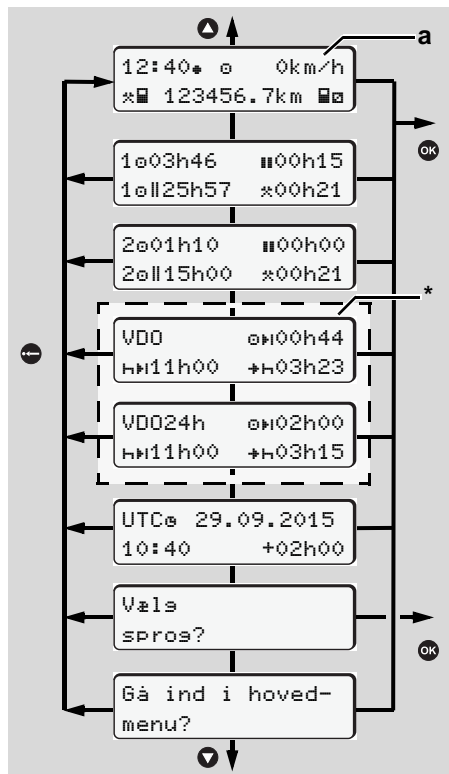 a
12:40 0km/h
123456.7km
1 03h46 00h15
1 25h57 00h21
2 01h10 00h00
2 15h00 00h21
*
VDO 00h44
11h00 03h23
VDO24h 02h00
11h00 03h15
UTC 29.09.2015
10:40 +02h00
Vælg
sprog?
Gå ind i hoved-
menu?
OK
OK